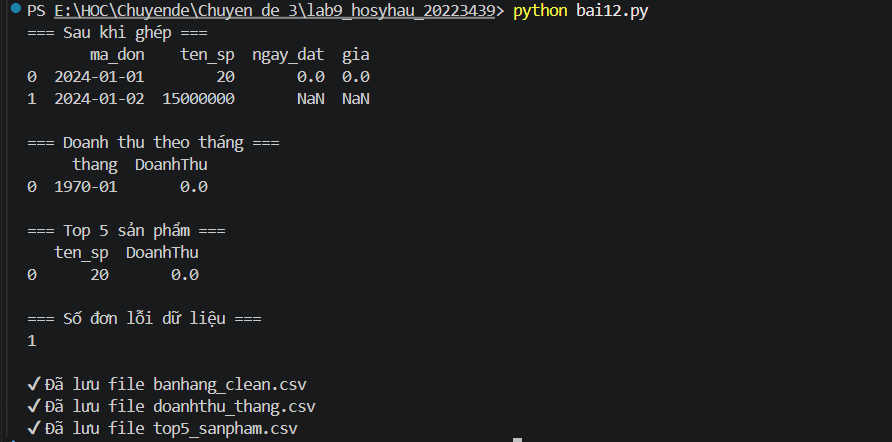 PS E:\HOC\Chuyende\Chuyen de 3\lab9_hosyhau_20223439> python bai12.py
=== Sau khi ghép ===
ma_don ten_sp ngay_dat gia
0 2024-01-01 20 0.0 0.0
1 2024-01-02 15000000 NaN NaN
=== Doanh thu theo tháng ===
thang DoanhThu
0 1970-01 0.0
=== Top 5 sản phẩm ===
ten_sp DoanhThu
0 20 0.0
=== Số đơn lỗi dữ liệu ===
1
✔ Đã lưu file banhang_clean.csv
✔ Đã lưu file doanhthu_thang.csv
✔ Đã lưu file top5_sanpham.csv